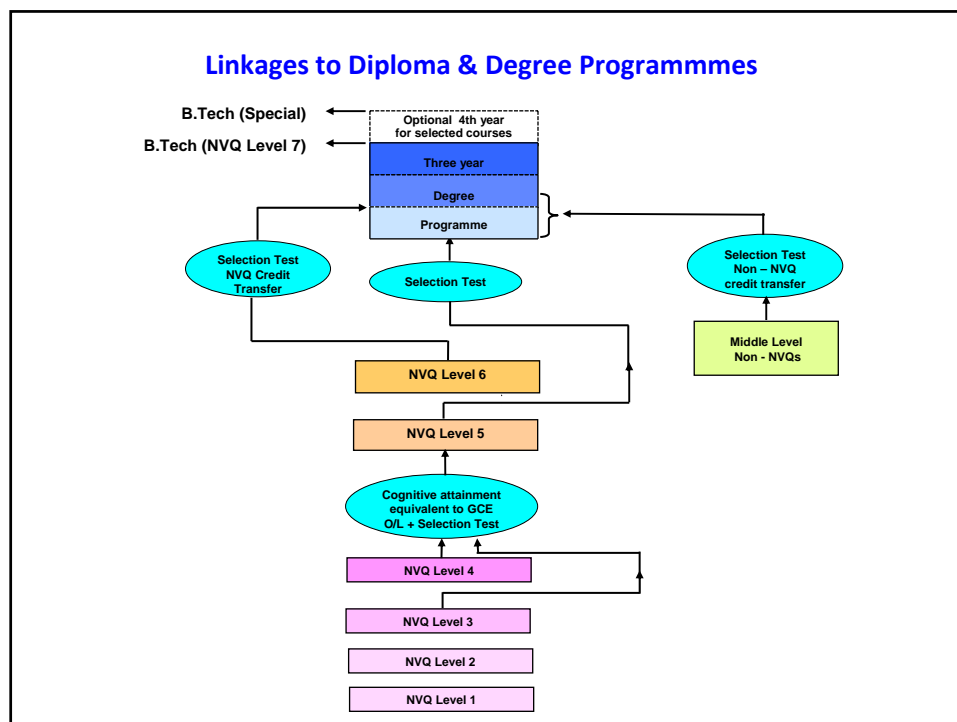 Linkages to Diploma & Degree Programmmes
B.Tech (Special)
Optional 4th year
for selected courses
B.Tech (NVQ Level 7)
Three year
Degree
Programme
Selection Test
NVQ Credit
Transfer
Selection Test
Selection Test
Non – NVQ
credit transfer
Middle Level
Non - NVQs
NVQ Level 6
NVQ Level 5
Cognitive attainment
equivalent to GCE
O/L + Selection Test
NVQ Level 4
NVQ Level 3
NVQ Level 2
NVQ Level 1